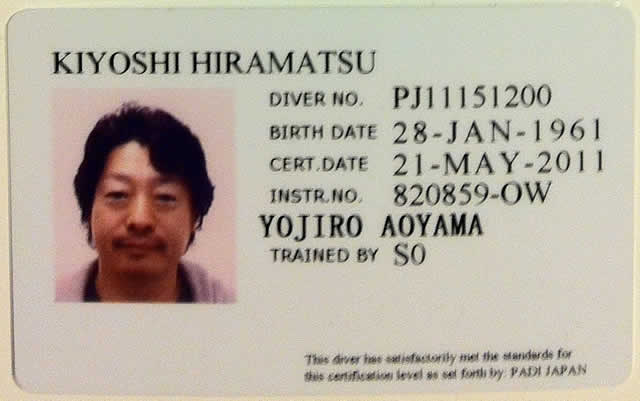 KIYOSHI HIRAMATSU
DIVER NO. PJ11151200
BIRTH DATE 28-JAN-1961
CERT.DATE 21-MAY-2011
INSTR.NO. 820859-OW
YOJIRO AOYAMA
TRAINED BY S0
This diver has satisfactorily met the standards for
this certification level as set forth by: PADI JAPAN